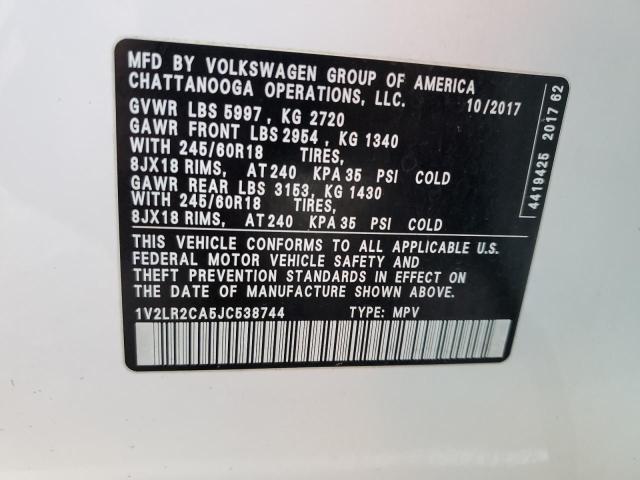 MFD BY VOLKSWAGEN GROUP OF AMERICA
CHATTANOOGA OPERATIONS, LLC. 10/2017
GVWR LBS 5997 , KG 2720
GAWR FRONT LBS 2954 , KG 1340
WITH 245/60R18 TIRES,
8JX18 RIMS, AT 240 KPA 35 PSI COLD
GAWR REAR LBS 3153, KG 1430
WITH 245/60R18 TIRES,
8JX18 RIMS, AT 240 KPA 35 PSI COLD
THIS VEHICLE CONFORMS TO ALL APPLICABLE U.S.
FEDERAL MOTOR VEHICLE SAFETY AND
THEFT PREVENTION STANDARDS IN EFFECT ON
THE DATE OF MANUFACTURE SHOWN ABOVE.
1V2LR2CA5JC538744 TYPE: MPV
4419425 2017 62